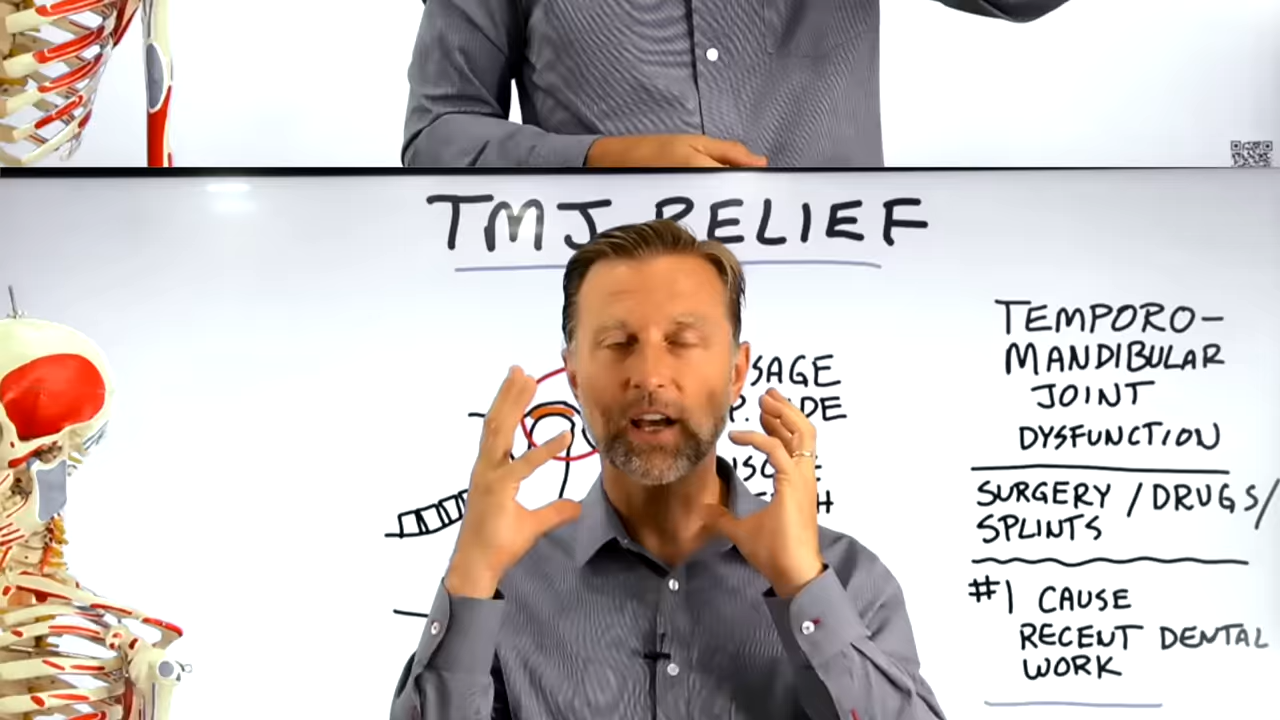 TMJ RELIEF
TEMPORO-
MANDIBULAR
JOINT
DYSFUNCTION
SURGERY / DRUGS/
SPLINTS
#1 CAUSE
RECENT DENTAL
WORK